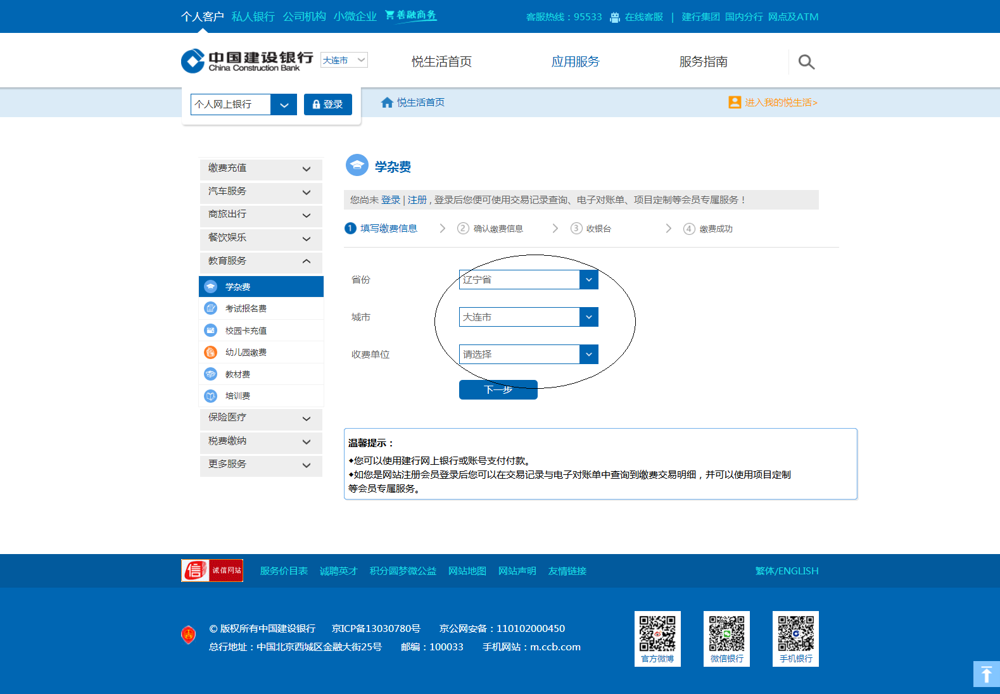 个人客户 私人银行 公司机构 小微企业 善融商务 客服热线：95533 在线客服 | 建行集团 国内分行 网点及ATM
中国建设银行
China Construction Bank
大连市 悦生活首页 应用服务 服务指南
个人网上银行 登录 悦生活首页 进入我的悦生活>
缴费充值
汽车服务
商旅出行
餐饮娱乐
教育服务
学杂费
考试报名费
校园卡充值
幼儿园缴费
教材费
培训费
保险医疗
税费缴纳
更多服务
学杂费
您尚未 登录 | 注册 , 登录后您便可使用交易记录查询、电子对账单、项目定制等会员专属服务！
1 填写缴费信息 2 确认缴费信息 3 收银台 4 缴费成功
省份 辽宁省
城市 大连市
收费单位 请选择
下一步
温馨提示：
◆您可以使用建行网上银行或账号支付付款。
◆如您是网站注册会员登录后您可以在交易记录与电子对账单中查询到缴费交易明细，并可以使用项目定制
等会员专属服务。
信 诚信网站 服务价目表 诚聘英才 积分圆梦微公益 网站地图 网站声明 友情链接 繁体/ENGLISH
© 版权所有中国建设银行 京ICP备13030780号 京公网安备：110102000450
总行地址：中国北京西城区金融大街25号 邮编：100033 手机网站：m.ccb.com
官方微博 微信银行 手机银行